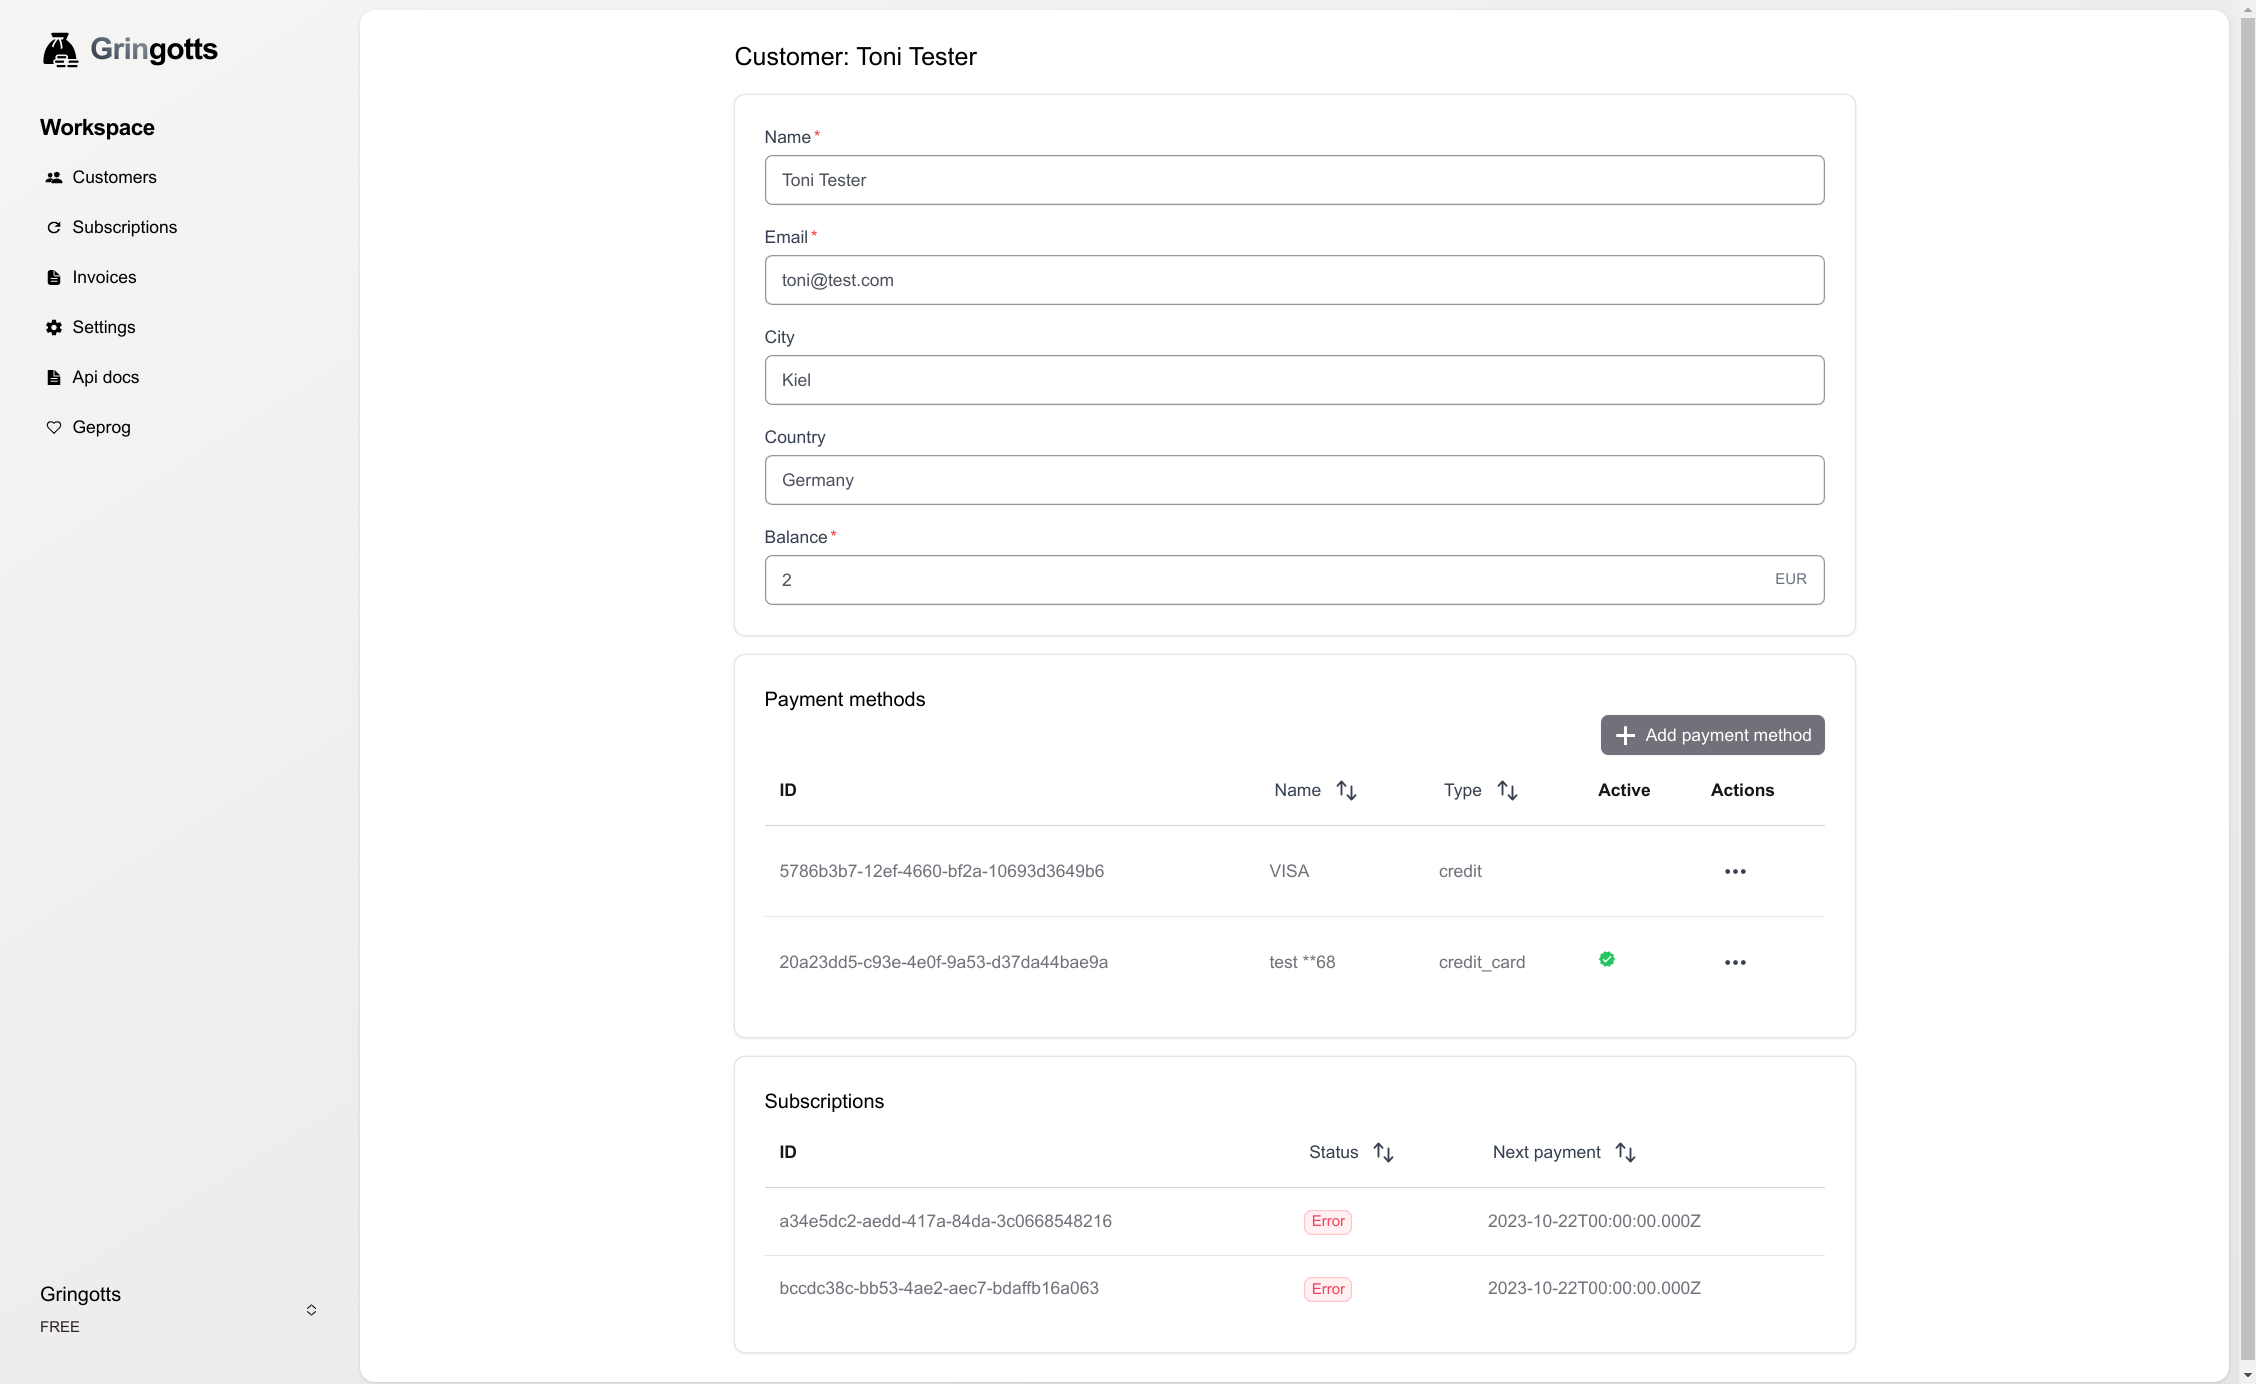 Gringotts
Workspace
Customers
Subscriptions
Invoices
Settings
Api docs
Geprog
Gringotts
FREE
Customer: Toni Tester
Name*
Toni Tester
Email*
toni@test.com
City
Kiel
Country
Germany
Balance*
2 EUR
Payment methods
Add payment method
ID Name Type Active Actions
5786b3b7-12ef-4660-bf2a-10693d3649b6 VISA credit
20a23dd5-c93e-4e0f-9a53-d37da44bae9a test **68 credit_card
Subscriptions
ID Status Next payment
a34e5dc2-aedd-417a-84da-3c0668548216 Error 2023-10-22T00:00:00.000Z
bccdc38c-bb53-4ae2-aec7-bdaffb16a063 Error 2023-10-22T00:00:00.000Z